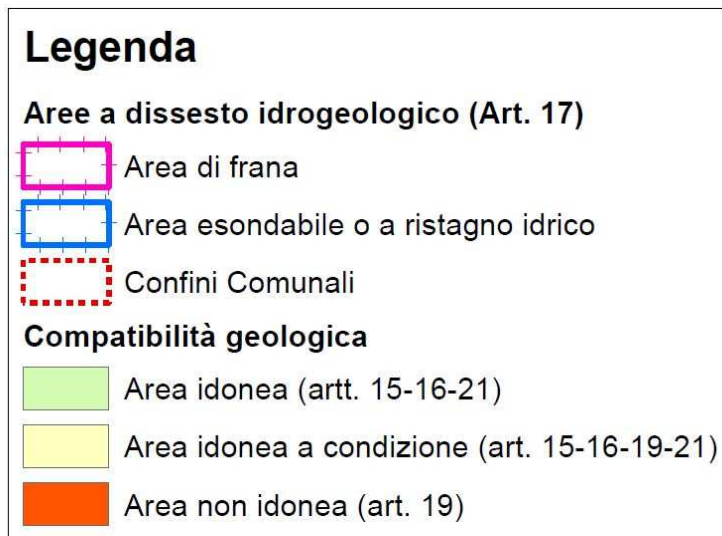 Legenda
Aree a dissesto idrogeologico (Art. 17)
Area di frana
Area esondabile o a ristagno idrico
Confini Comunali
Compatibilità geologica
Area idonea (artt. 15-16-21)
Area idonea a condizione (art. 15-16-19-21)
Area non idonea (art. 19)